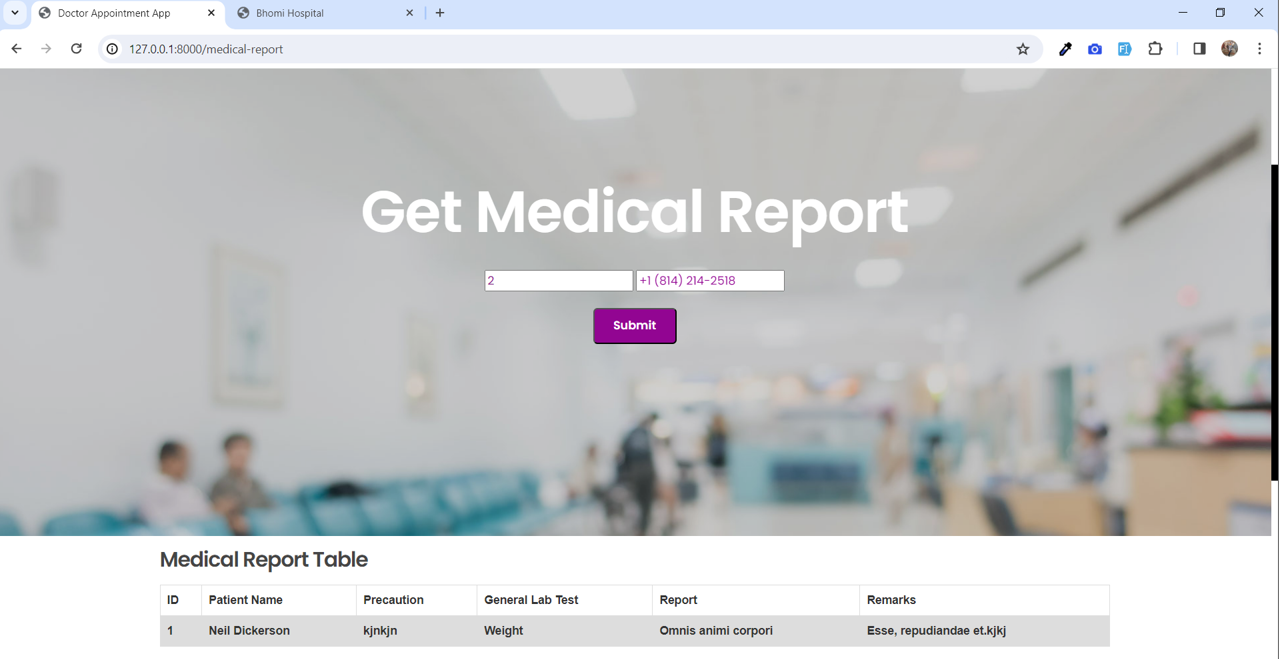 Doctor Appointment App
Bhomi Hospital
127.0.0.1:8000/medical-report
Get Medical Report
2 +1 (814) 214-2518
Submit
Medical Report Table
ID Patient Name Precaution General Lab Test Report Remarks
1 Neil Dickerson kjnkjn Weight Omnis animi corpori Esse, repudiandae et.kjkj